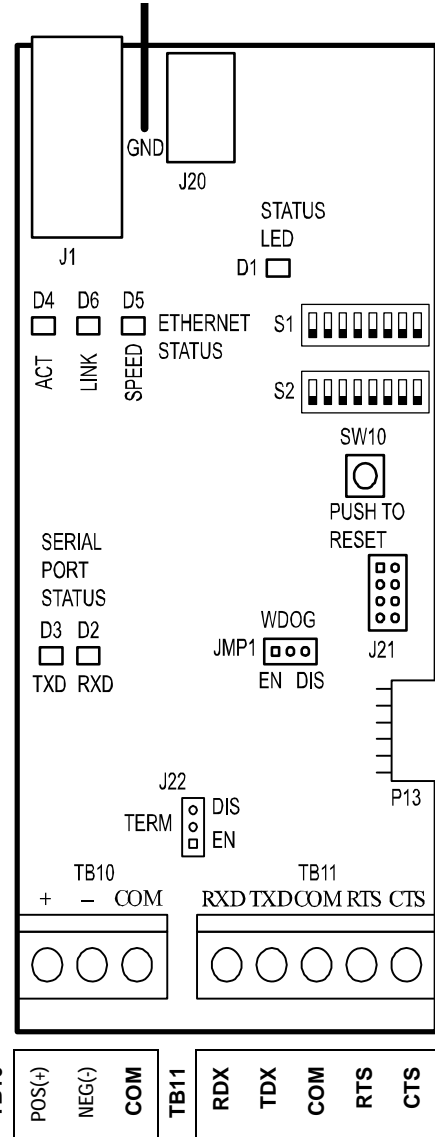 GND
J20
J1
STATUS
LED
D1
D4 D6 D5
ACT LINK SPEED
ETHERNET
STATUS
S1
S2
SW10
PUSH TO
RESET
SERIAL
PORT
STATUS
D3 D2
TXD RXD
WDOG
JMP1
EN DIS
J21
P13
J22
TERM
DIS
EN
TB10
+ – COM
TB11
RXD TXD COM RTS CTS
POS(+) NEG(-) COM
TB11 RDX TDX COM RTS CTS